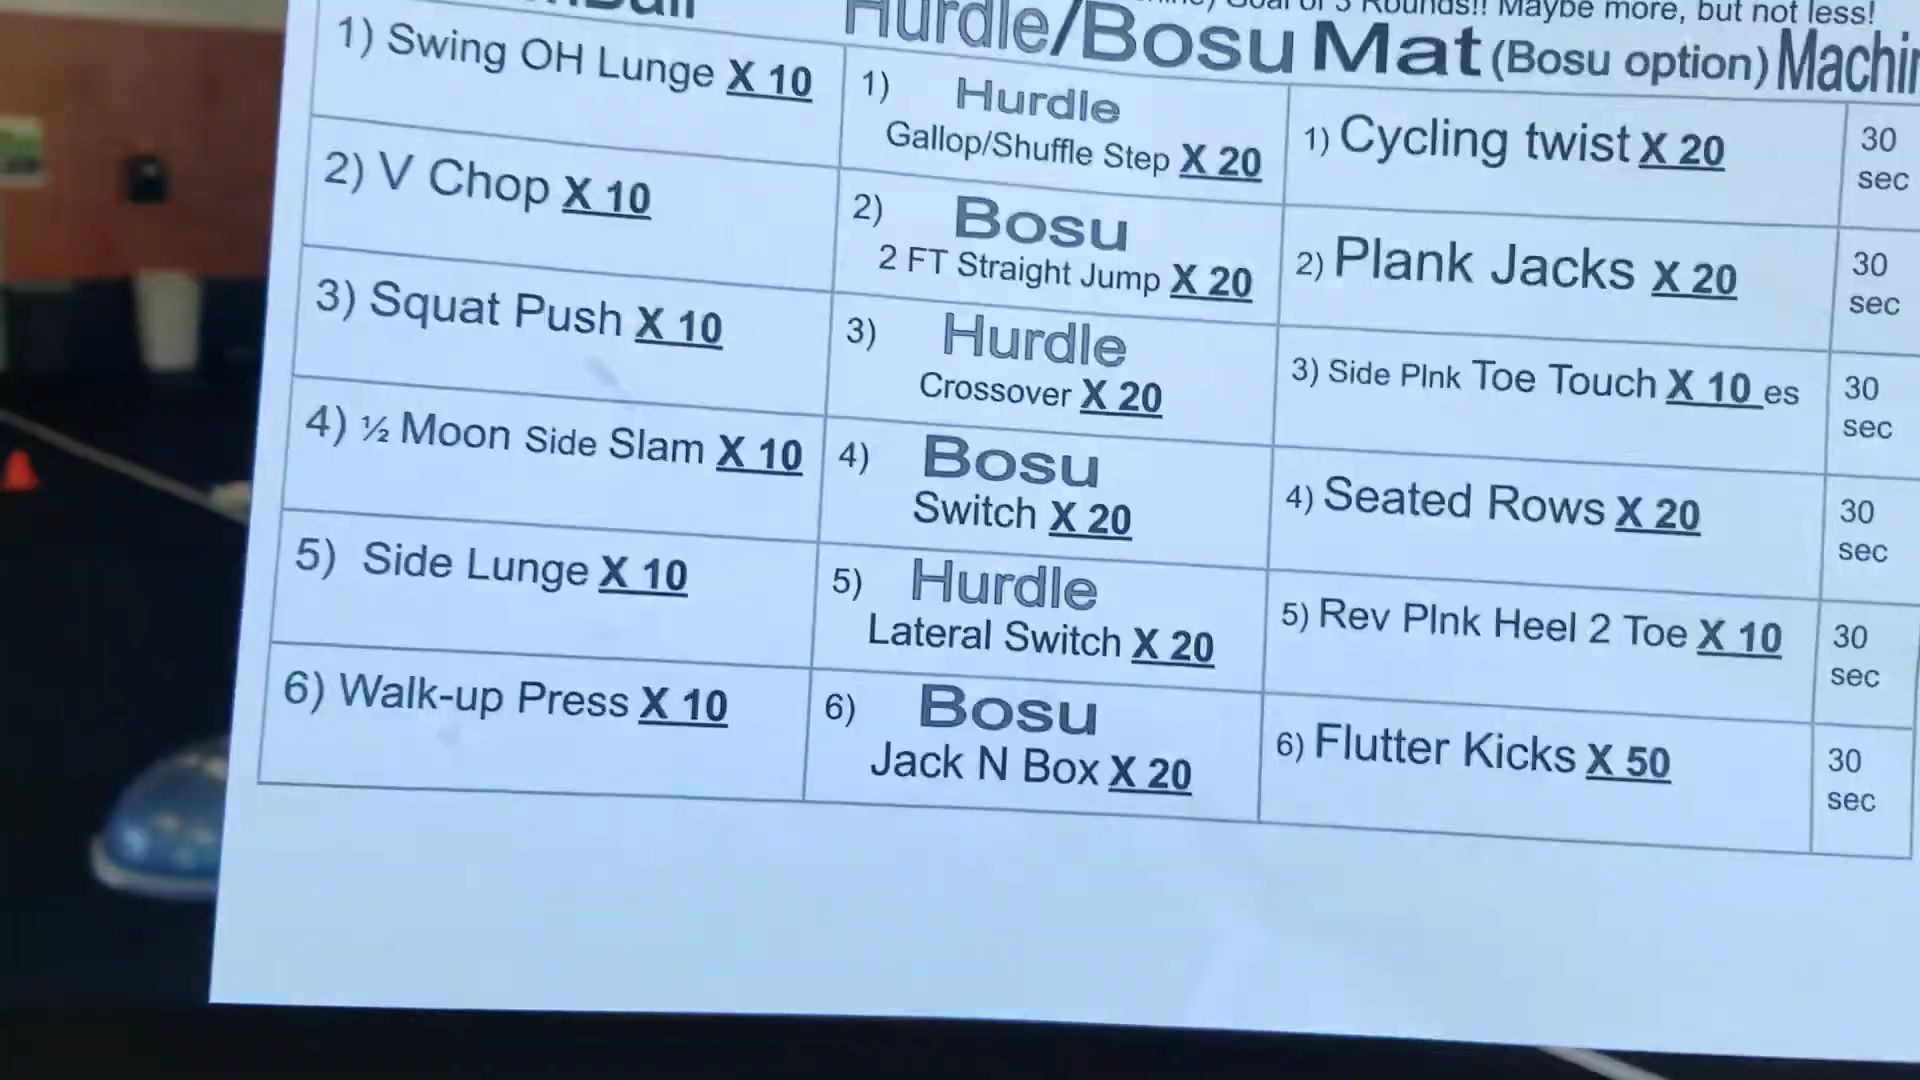 Goal of 3 Rounds!! Maybe more, but not less!
Hurdle/Bosu Mat (Bosu option)
1) Swing OH Lunge X 10
1) Hurdle
Gallop/Shuffle Step X 20
1) Cycling twist X 20
30
sec
2) V Chop X 10
2) Bosu
2 FT Straight Jump X 20
2) Plank Jacks X 20
30
sec
3) Squat Push X 10
3) Hurdle
Crossover X 20
3) Side Plnk Toe Touch X 10 es
30
sec
4) ½ Moon Side Slam X 10
4) Bosu
Switch X 20
4) Seated Rows X 20
30
sec
5) Side Lunge X 10
5) Hurdle
Lateral Switch X 20
5) Rev Plnk Heel 2 Toe X 10
30
sec
6) Walk-up Press X 10
6) Bosu
Jack N Box X 20
6) Flutter Kicks X 50
30
sec